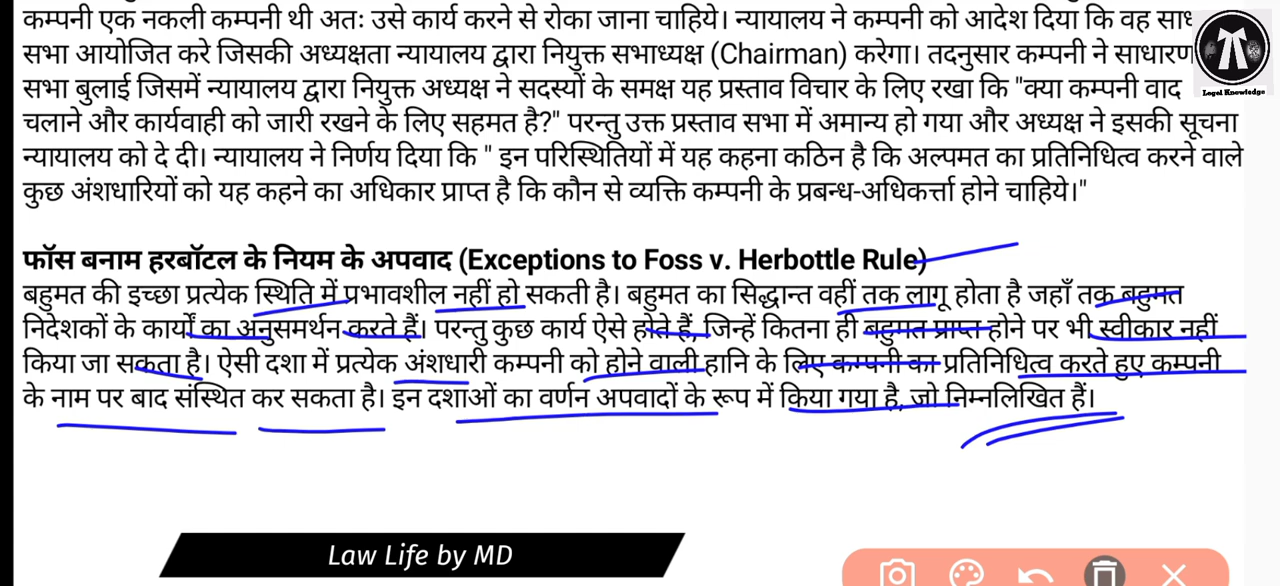 कम्पनी एक नकली कम्पनी थी अतः उसे कार्य करने से रोका जाना चाहिये। न्यायालय ने कम्पनी को आदेश दिया कि वह
सभा आयोजित करे जिसकी अध्यक्षता न्यायालय द्वारा नियुक्त सभाध्यक्ष (Chairman) करेगा। तदनुसार कम्पनी ने साधारण
सभा बुलाई जिसमें न्यायालय द्वारा नियुक्त अध्यक्ष ने सदस्यों के समक्ष यह प्रस्ताव विचार के लिए रखा कि "क्या कम्पनी वाद
चलाने और कार्यवाही को जारी रखने के लिए सहमत है?" परन्तु उक्त प्रस्ताव सभा में अमान्य हो गया और अध्यक्ष ने इसकी सूचना
न्यायालय को दे दी। न्यायालय ने निर्णय दिया कि " इन परिस्थितियों में यह कहना कठिन है कि अल्पमत का प्रतिनिधित्व करने वाले
कुछ अंशधारियों को यह कहने का अधिकार प्राप्त है कि कौन से व्यक्ति कम्पनी के प्रबन्ध-अधिकर्त्ता होने चाहिये।"
फॉस बनाम हरबॉटल के नियम के अपवाद (Exceptions to Foss v. Herbottle Rule)
बहुमत की इच्छा प्रत्येक स्थिति में प्रभावशील नहीं हो सकती है। बहुमत का सिद्धान्त वहीं तक लागू होता है जहाँ तक बहुमत
निदेशकों के कार्यों का अनुसमर्थन करते हैं। परन्तु कुछ कार्य ऐसे होते हैं, जिन्हें कितना ही बहुमत प्राप्त होने पर भी स्वीकार नहीं
किया जा सकता है। ऐसी दशा में प्रत्येक अंशधारी कम्पनी को होने वाली हानि के लिए कम्पनी का प्रतिनिधित्व करते हुए कम्पनी
के नाम पर बाद संस्थित कर सकता है। इन दशाओं का वर्णन अपवादों के रूप में किया गया है, जो निम्नलिखित हैं।
Legel Knowledge
Law Life by MD